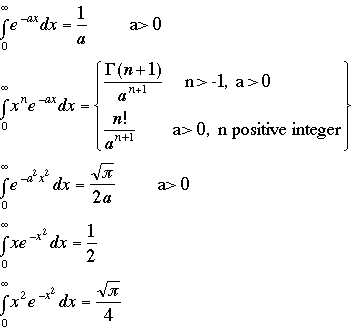 ∫₀^∞ e^{-ax} dx = 1/a    a> 0
∫₀^∞ xⁿ e^{-ax} dx = { Γ(n+1)/a^{n+1}    n > -1, a > 0
n!/a^{n+1}    a> 0, n positive integer }
∫₀^∞ e^{-a²x²} dx = √π/2a    a> 0
∫₀^∞ xe^{-x²} dx = 1/2
∫₀^∞ x² e^{-x²} dx = √π/4